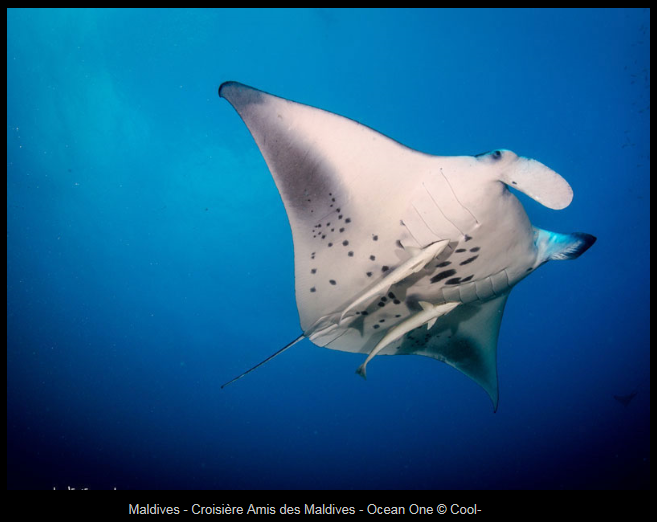 Maldives - Croisière Amis des Maldives - Ocean One © Cool-